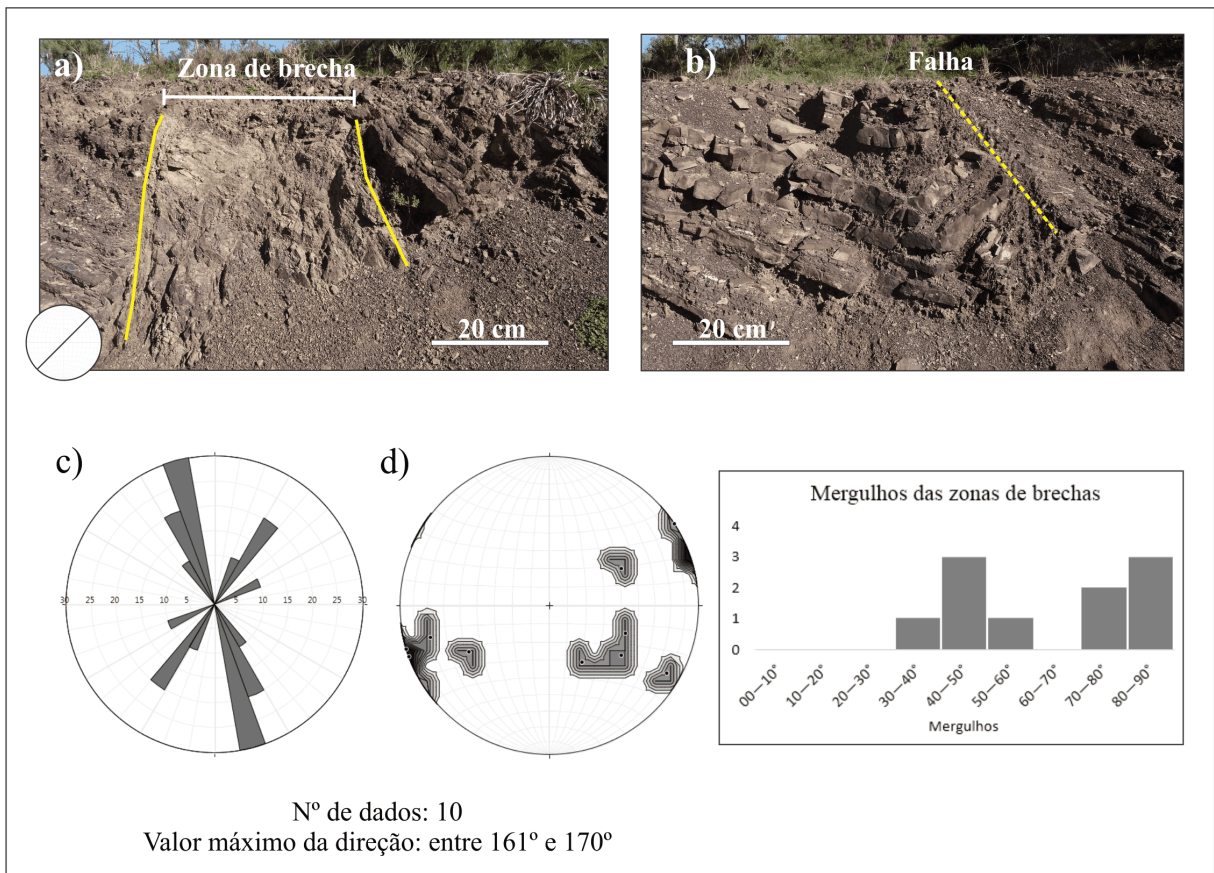 a)
Zona de brecha
20 cm
b)
Falha
20 cm
c)
30 25 20 15 10 5 5 10 15 20 25 30
d)
Mergulhos das zonas de brechas
4
3
2
1
0
00—10°
10—20°
20—30°
30—40°
40—50°
50—60°
60—70°
70—80°
80—90°
Mergulhos
Nº de dados: 10
Valor máximo da direção: entre 161º e 170º